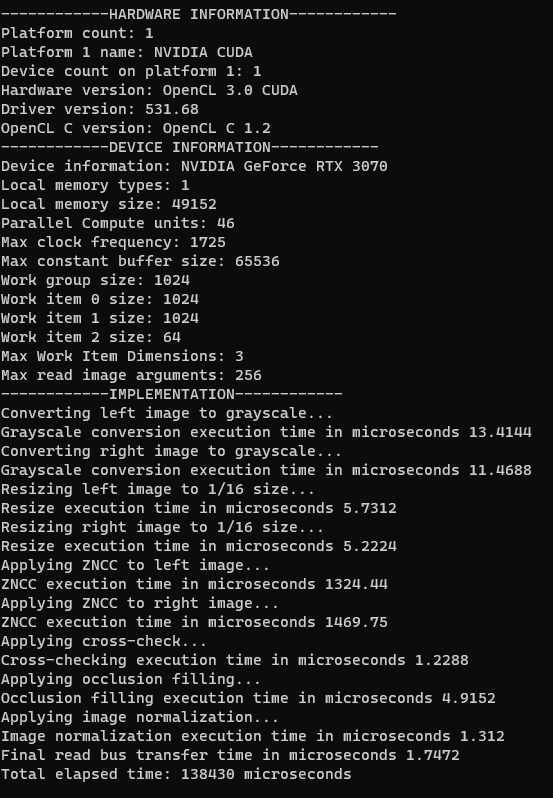 ------------HARDWARE INFORMATION------------
Platform count: 1
Platform 1 name: NVIDIA CUDA
Device count on platform 1: 1
Hardware version: OpenCL 3.0 CUDA
Driver version: 531.68
OpenCL C version: OpenCL C 1.2
------------DEVICE INFORMATION------------
Device information: NVIDIA GeForce RTX 3070
Local memory types: 1
Local memory size: 49152
Parallel Compute units: 46
Max clock frequency: 1725
Max constant buffer size: 65536
Work group size: 1024
Work item 0 size: 1024
Work item 1 size: 1024
Work item 2 size: 64
Max Work Item Dimensions: 3
Max read image arguments: 256
------------IMPLEMENTATION------------
Converting left image to grayscale...
Grayscale conversion execution time in microseconds 13.4144
Converting right image to grayscale...
Grayscale conversion execution time in microseconds 11.4688
Resizing left image to 1/16 size...
Resize execution time in microseconds 5.7312
Resizing right image to 1/16 size...
Resize execution time in microseconds 5.2224
Applying ZNCC to left image...
ZNCC execution time in microseconds 1324.44
Applying ZNCC to right image...
ZNCC execution time in microseconds 1469.75
Applying cross-check...
Cross-checking execution time in microseconds 1.2288
Applying occlusion filling...
Occlusion filling execution time in microseconds 4.9152
Applying image normalization...
Image normalization execution time in microseconds 1.312
Final read bus transfer time in microseconds 1.7472
Total elapsed time: 138430 microseconds